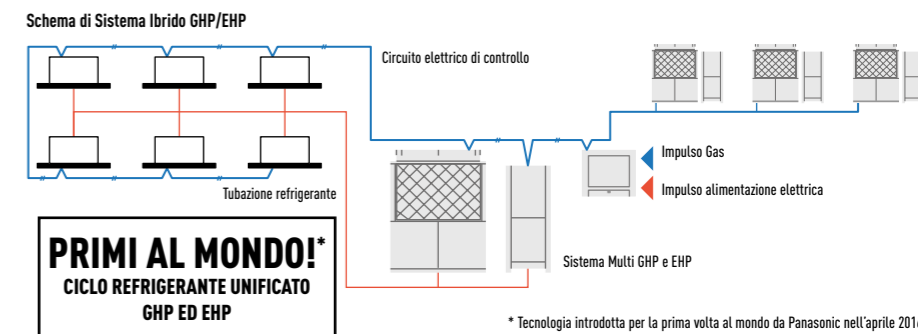 Schema di Sistema Ibrido GHP/EHP
Circuito elettrico di controllo
Impulso Gas
Impulso alimentazione elettrica
Tubazione refrigerante
PRIMI AL MONDO!*
CICLO REFRIGERANTE UNIFICATO
GHP ED EHP
Sistema Multi GHP e EHP
* Tecnologia introdotta per la prima volta al mondo da Panasonic nell'aprile